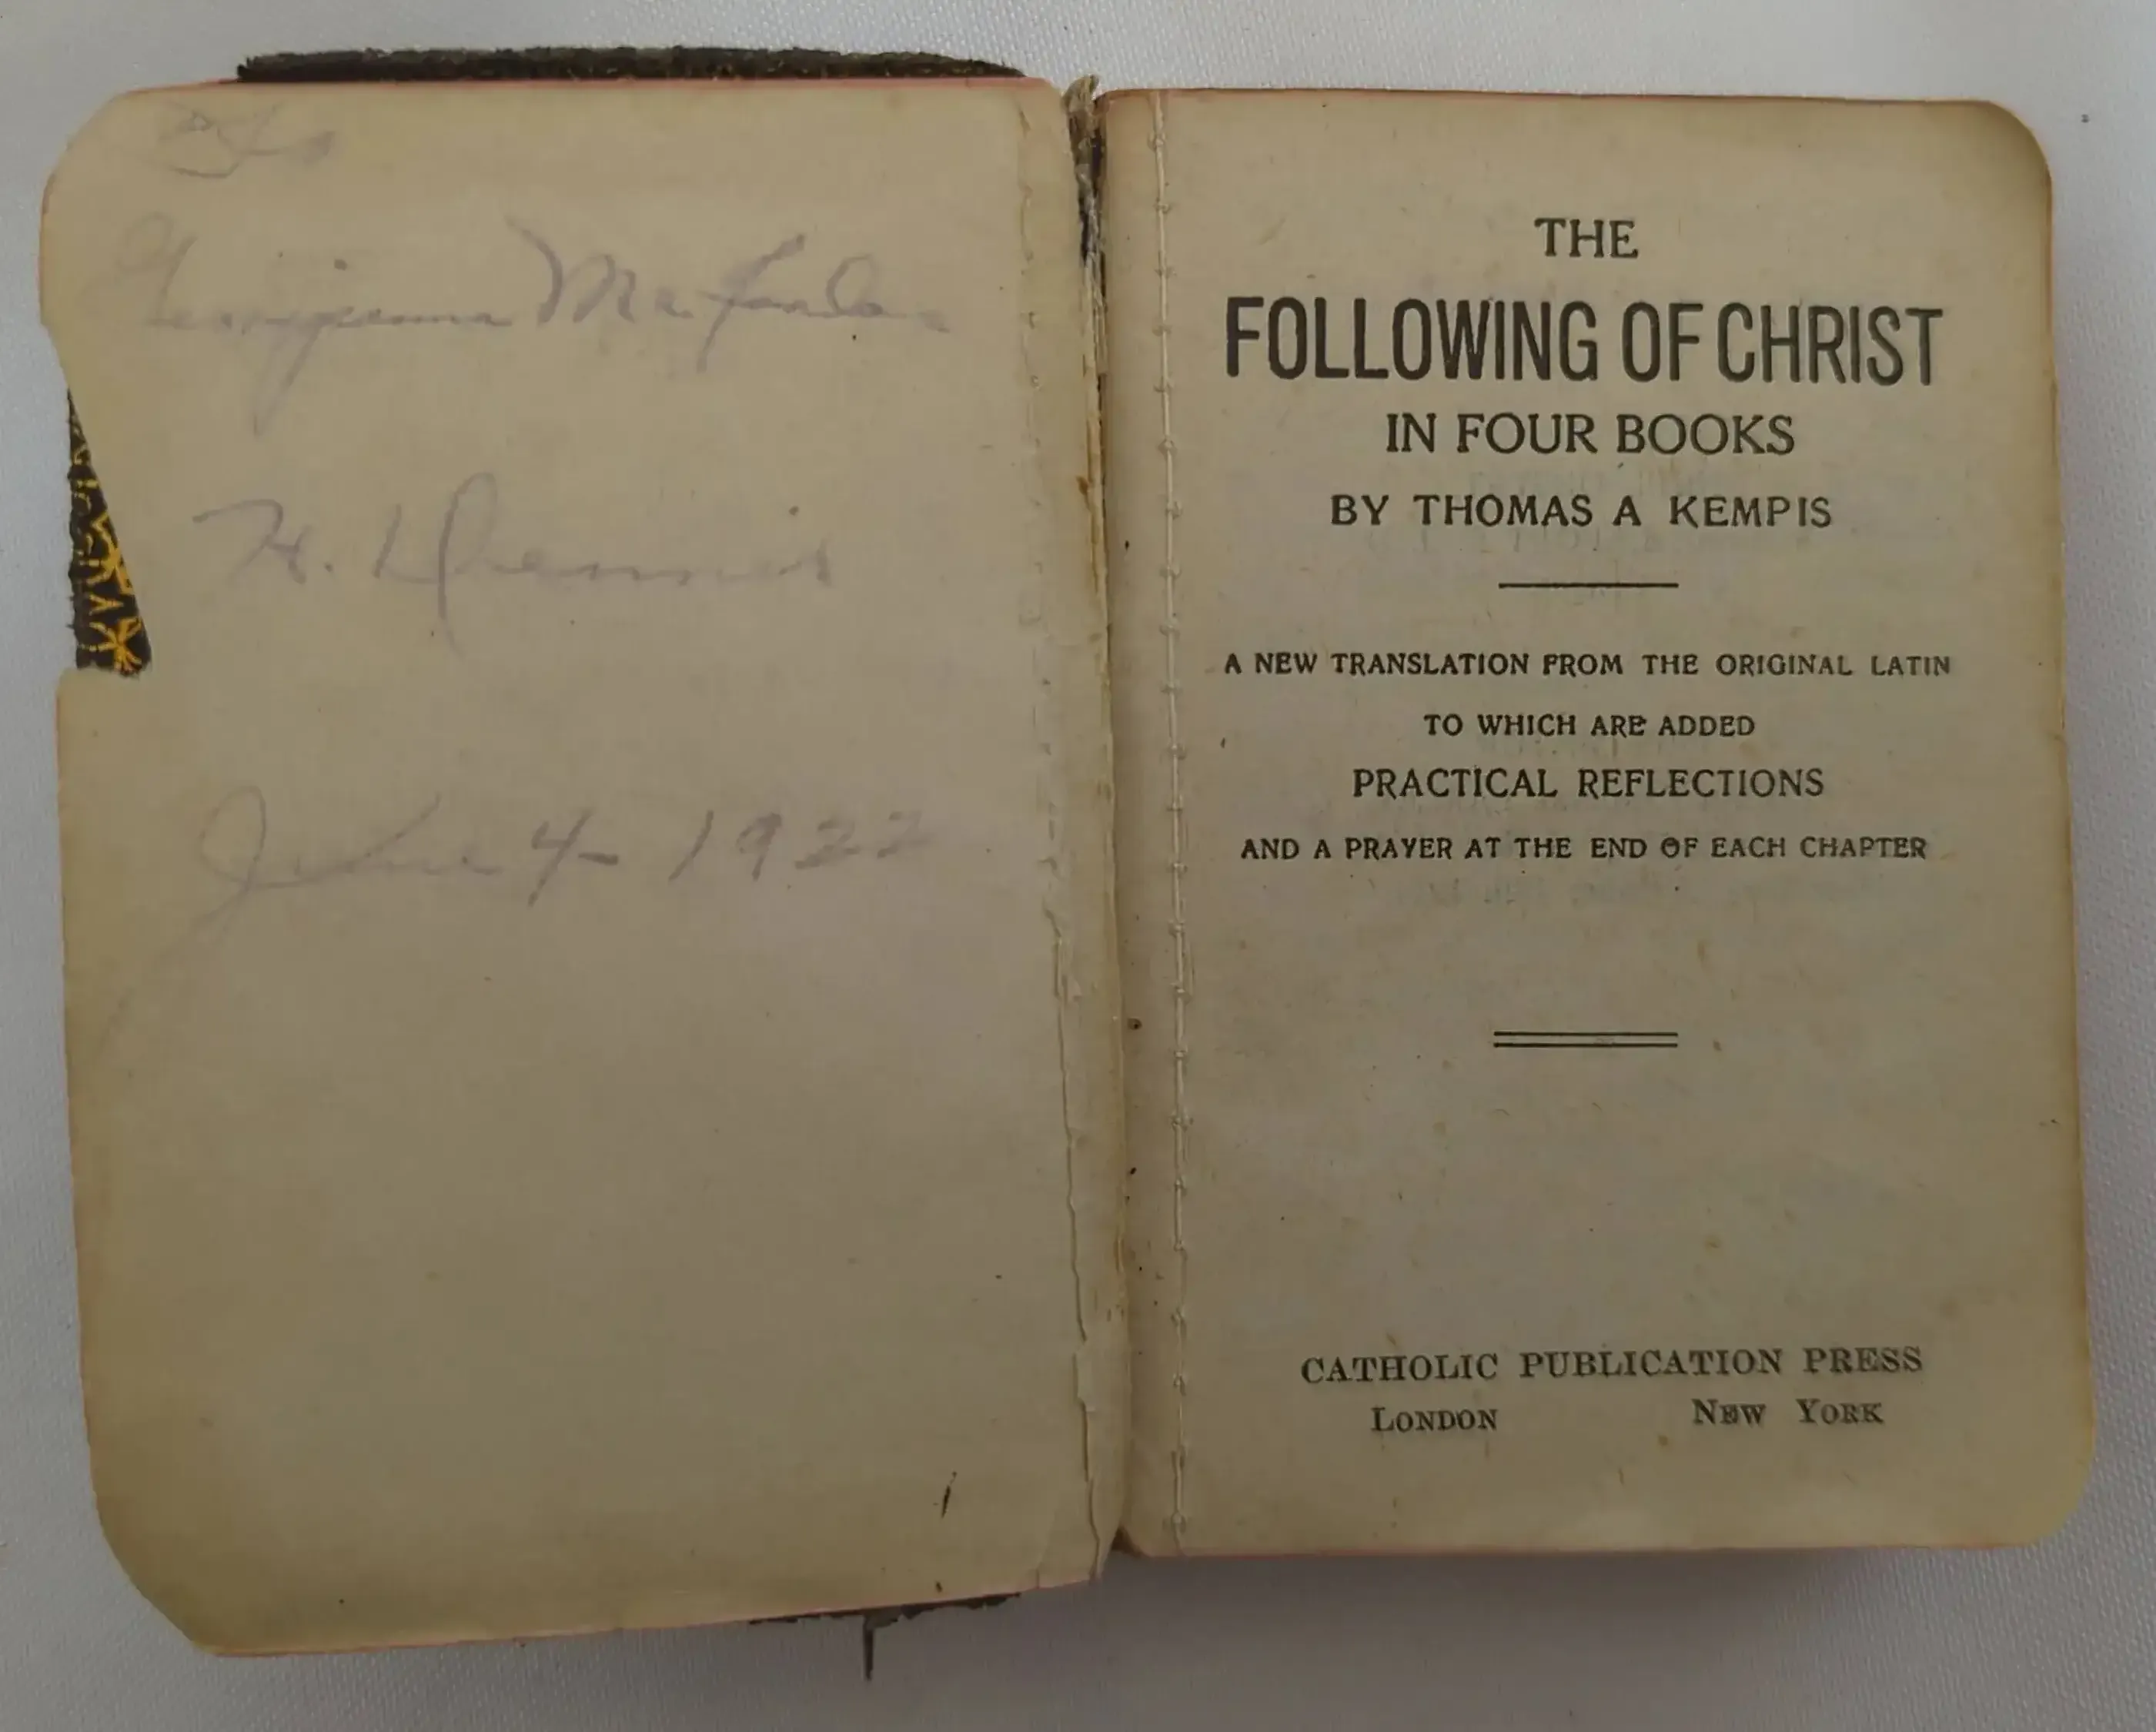 To
H. Dennis
June 4 - 1922
THE
FOLLOWING OF CHRIST
IN FOUR BOOKS
BY THOMAS A KEMPIS
A NEW TRANSLATION FROM THE ORIGINAL LATIN
TO WHICH ARE ADDED
PRACTICAL REFLECTIONS
AND A PRAYER AT THE END OF EACH CHAPTER
CATHOLIC PUBLICATION PRESS
LONDON NEW YORK